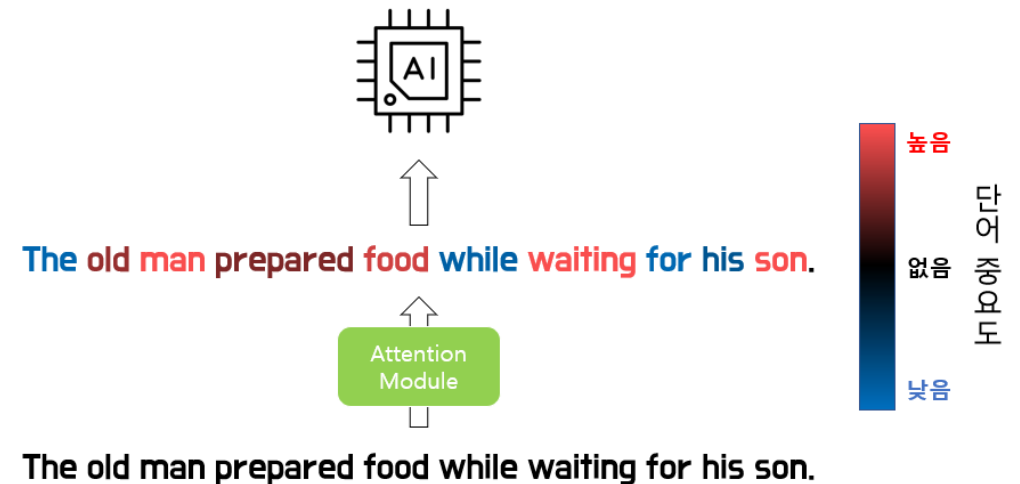 AI
높음
단어 중요도
The old man prepared food while waiting for his son.
없음
Attention
Module
낮음
The old man prepared food while waiting for his son.